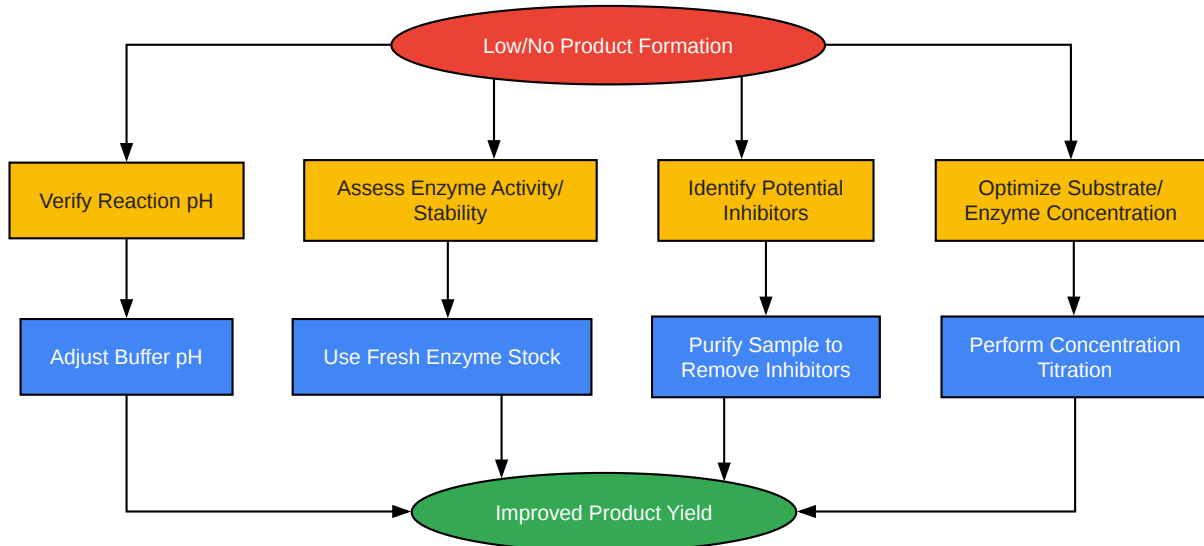 Low/No Product Formation
Verify Reaction pH
Assess Enzyme Activity/
Stability
Identify Potential
Inhibitors
Optimize Substrate/
Enzyme Concentration
Adjust Buffer pH
Use Fresh Enzyme Stock
Purify Sample to
Remove Inhibitors
Perform Concentration
Titration
Improved Product Yield